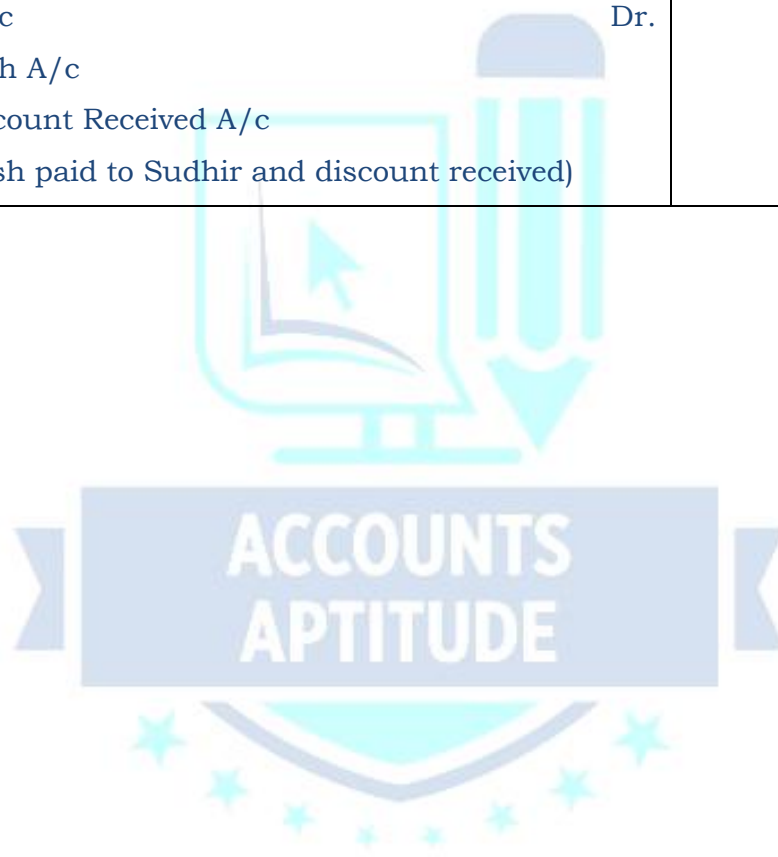 c Dr.
h A/c
count Received A/c
sh paid to Sudhir and discount received)
ACCOUNTS
APTITUDE